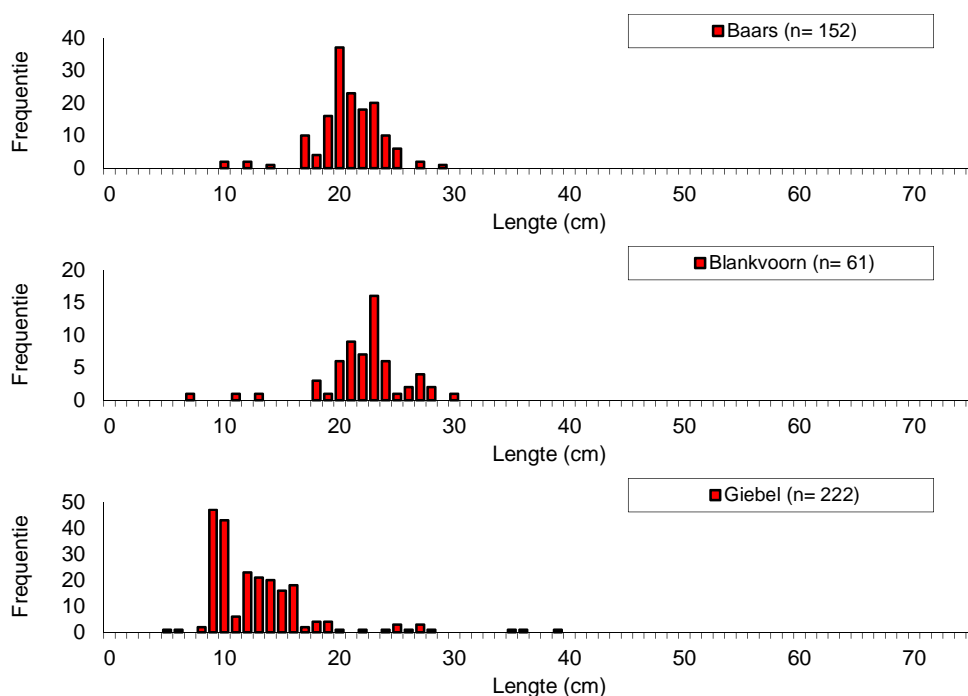 Baars (n= 152)
Frequentie
40
30
20
10
0
0 10 20 30 40 50 60 70
Lengte (cm)
Blankvoorn (n= 61)
Frequentie
20
15
10
5
0
0 10 20 30 40 50 60 70
Lengte (cm)
Giebel (n= 222)
Frequentie
50
40
30
20
10
0
0 10 20 30 40 50 60 70
Lengte (cm)